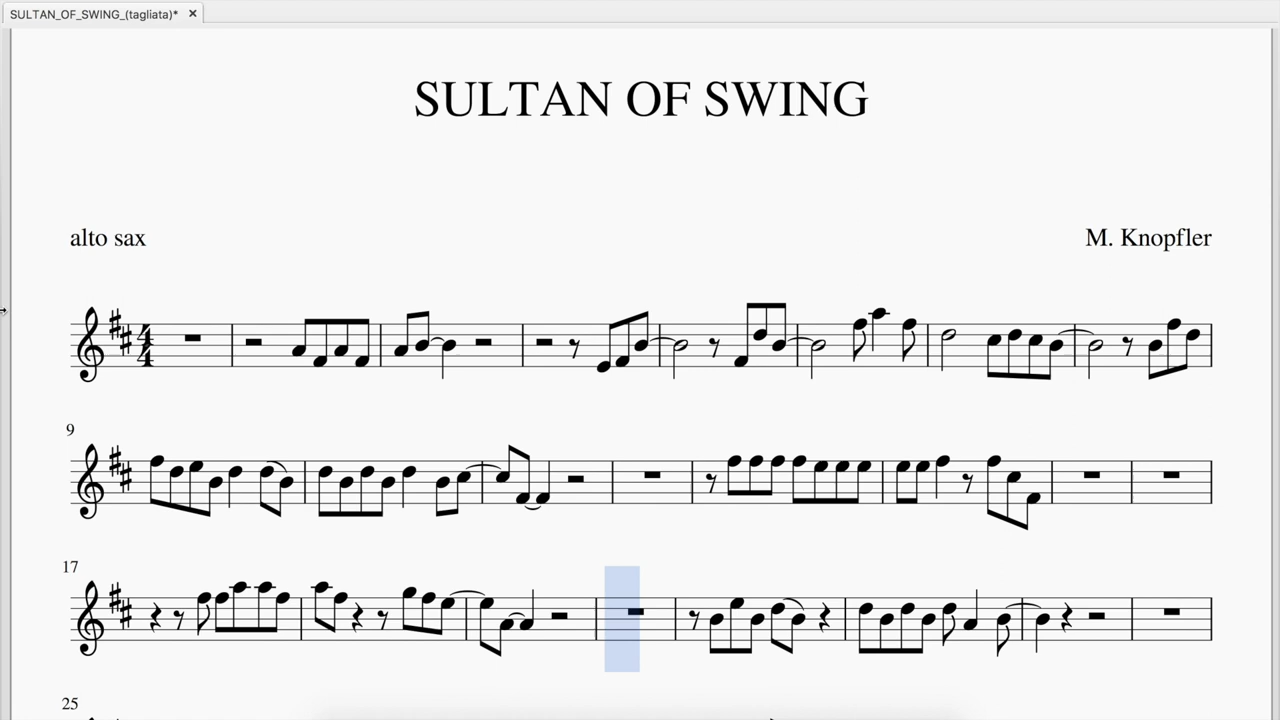 SULTAN_OF_SWING_(tagliata)* ×
SULTAN OF SWING
alto sax
M. Knopfler
4
4
9
17
25